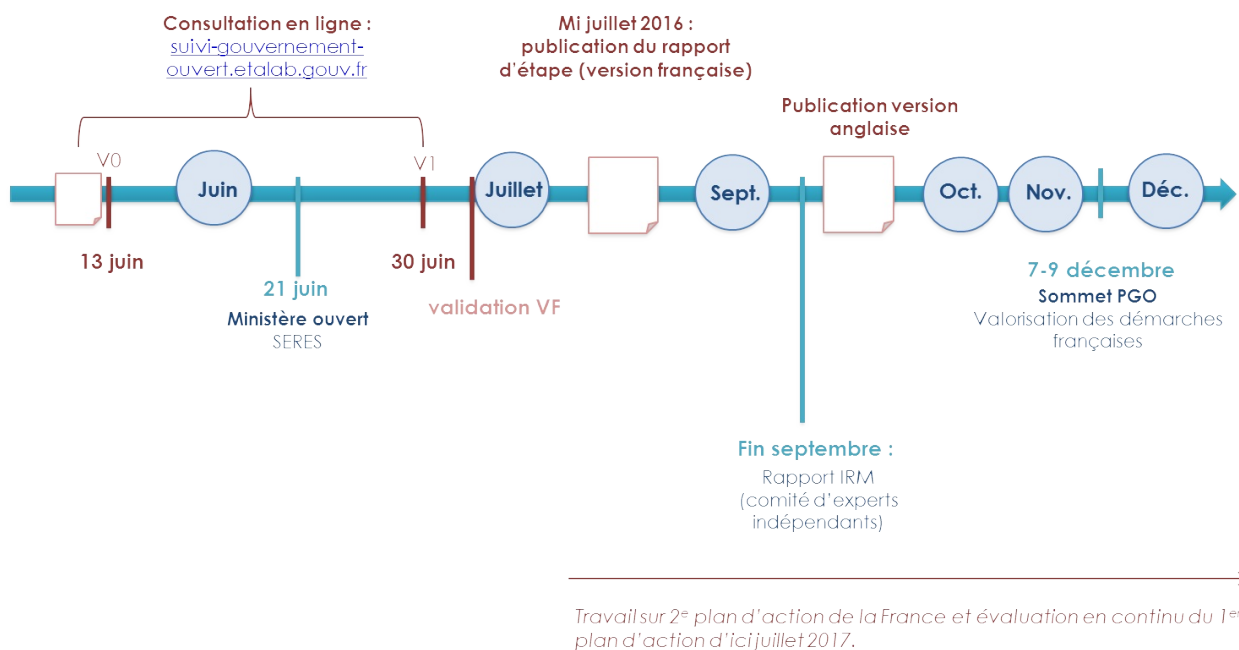 Consultation en ligne :
suivi-gouvernement-
ouvert.etalab.gouv.fr
Mi juillet 2016 :
publication du rapport
d'étape (version française)
Publication version
anglaise
V0
V1
Juin
Juillet
Sept.
Oct.
Nov.
Déc.
13 juin
30 juin
21 juin
Ministère ouvert
SERES
validation VF
7-9 décembre
Sommet PGO
Valorisation des démarches
françaises
Fin septembre :
Rapport IRM
(comité d'experts
indépendants)
Travail sur 2e plan d'action de la France et évaluation en continu du 1er
plan d'action d'ici juillet 2017.